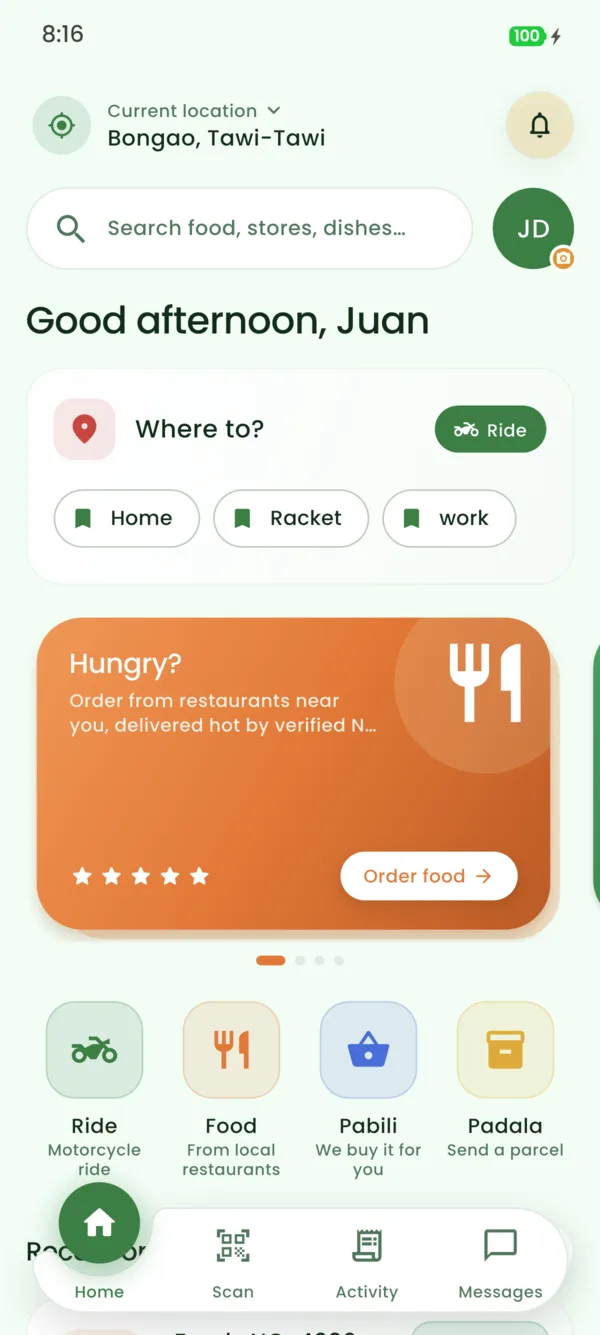 8:16
100
Current location
Bongao, Tawi-Tawi
Search food, stores, dishes...
JD
Good afternoon, Juan
Where to?
Ride
Home
Racket
work
Hungry?
Order from restaurants near
you, delivered hot by verified N...
Order food →
Ride
Food
Pabili
Padala
Motorcycle
ride
From local
restaurants
We buy it for
you
Send a parcel
Home
Scan
Activity
Messages